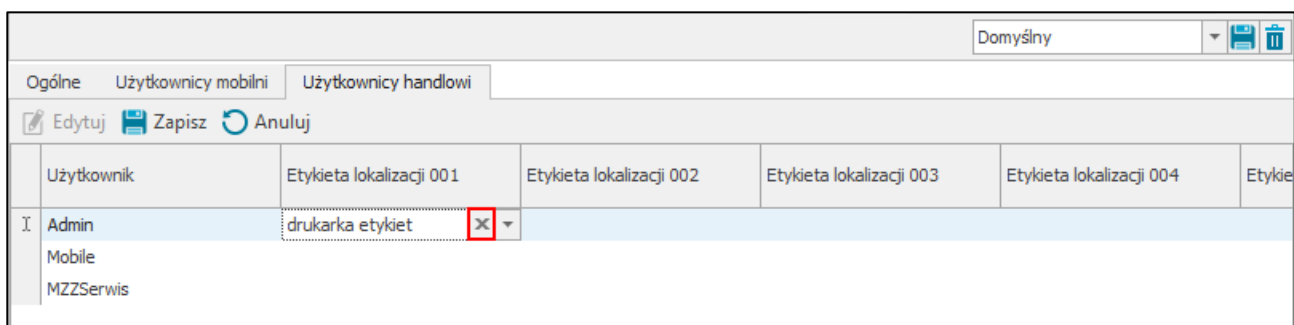 Domyślny
Ogólne Użytkownicy mobilni Użytkownicy handlowi
Edytuj Zapisz Anuluj
Użytkownik Etykieta lokalizacji 001 Etykieta lokalizacji 002 Etykieta lokalizacji 003 Etykieta lokalizacji 004 Etykie
Admin drukarka etykiet
Mobile
MZZSerwis